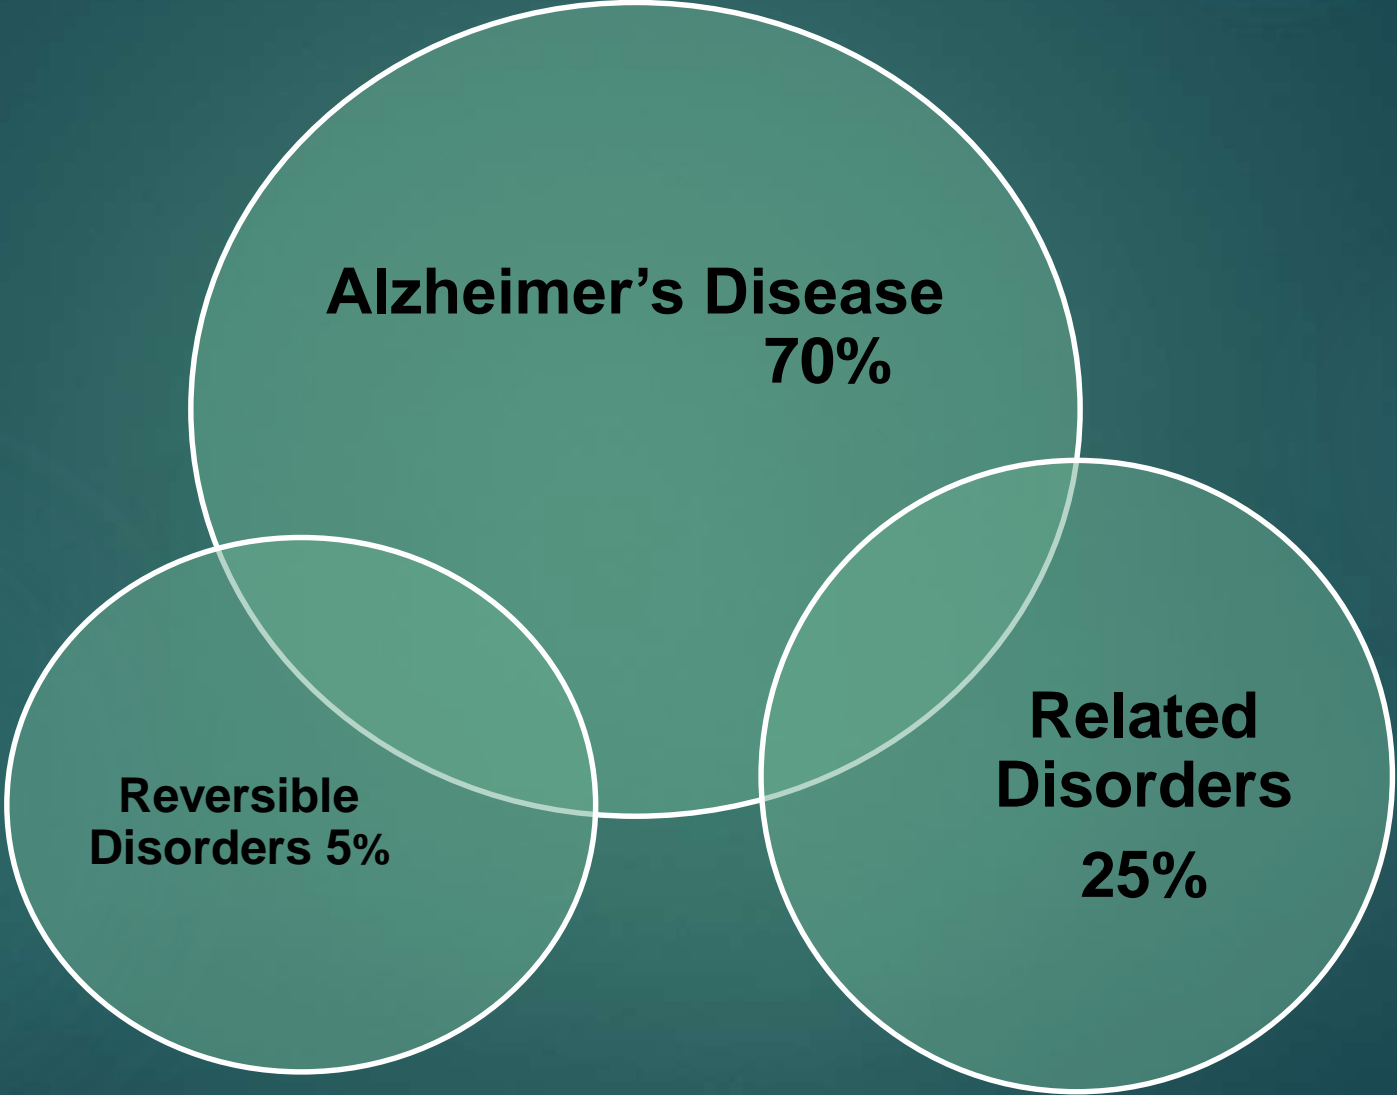 Alzheimer’s Disease
70%
Reversible
Disorders 5%
Related
Disorders
25%